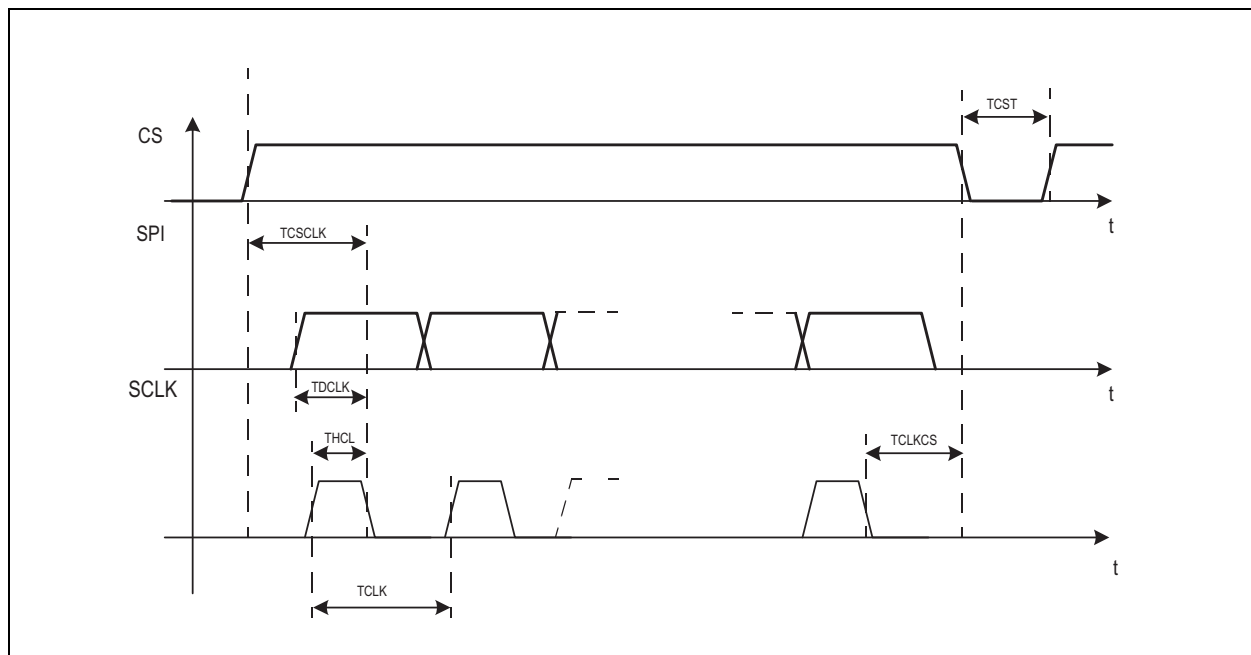 TCST
CS
t
SPI
TCSCLK
SCLK
TDCLK
t
THCL
TCLKCS
t
TCLK